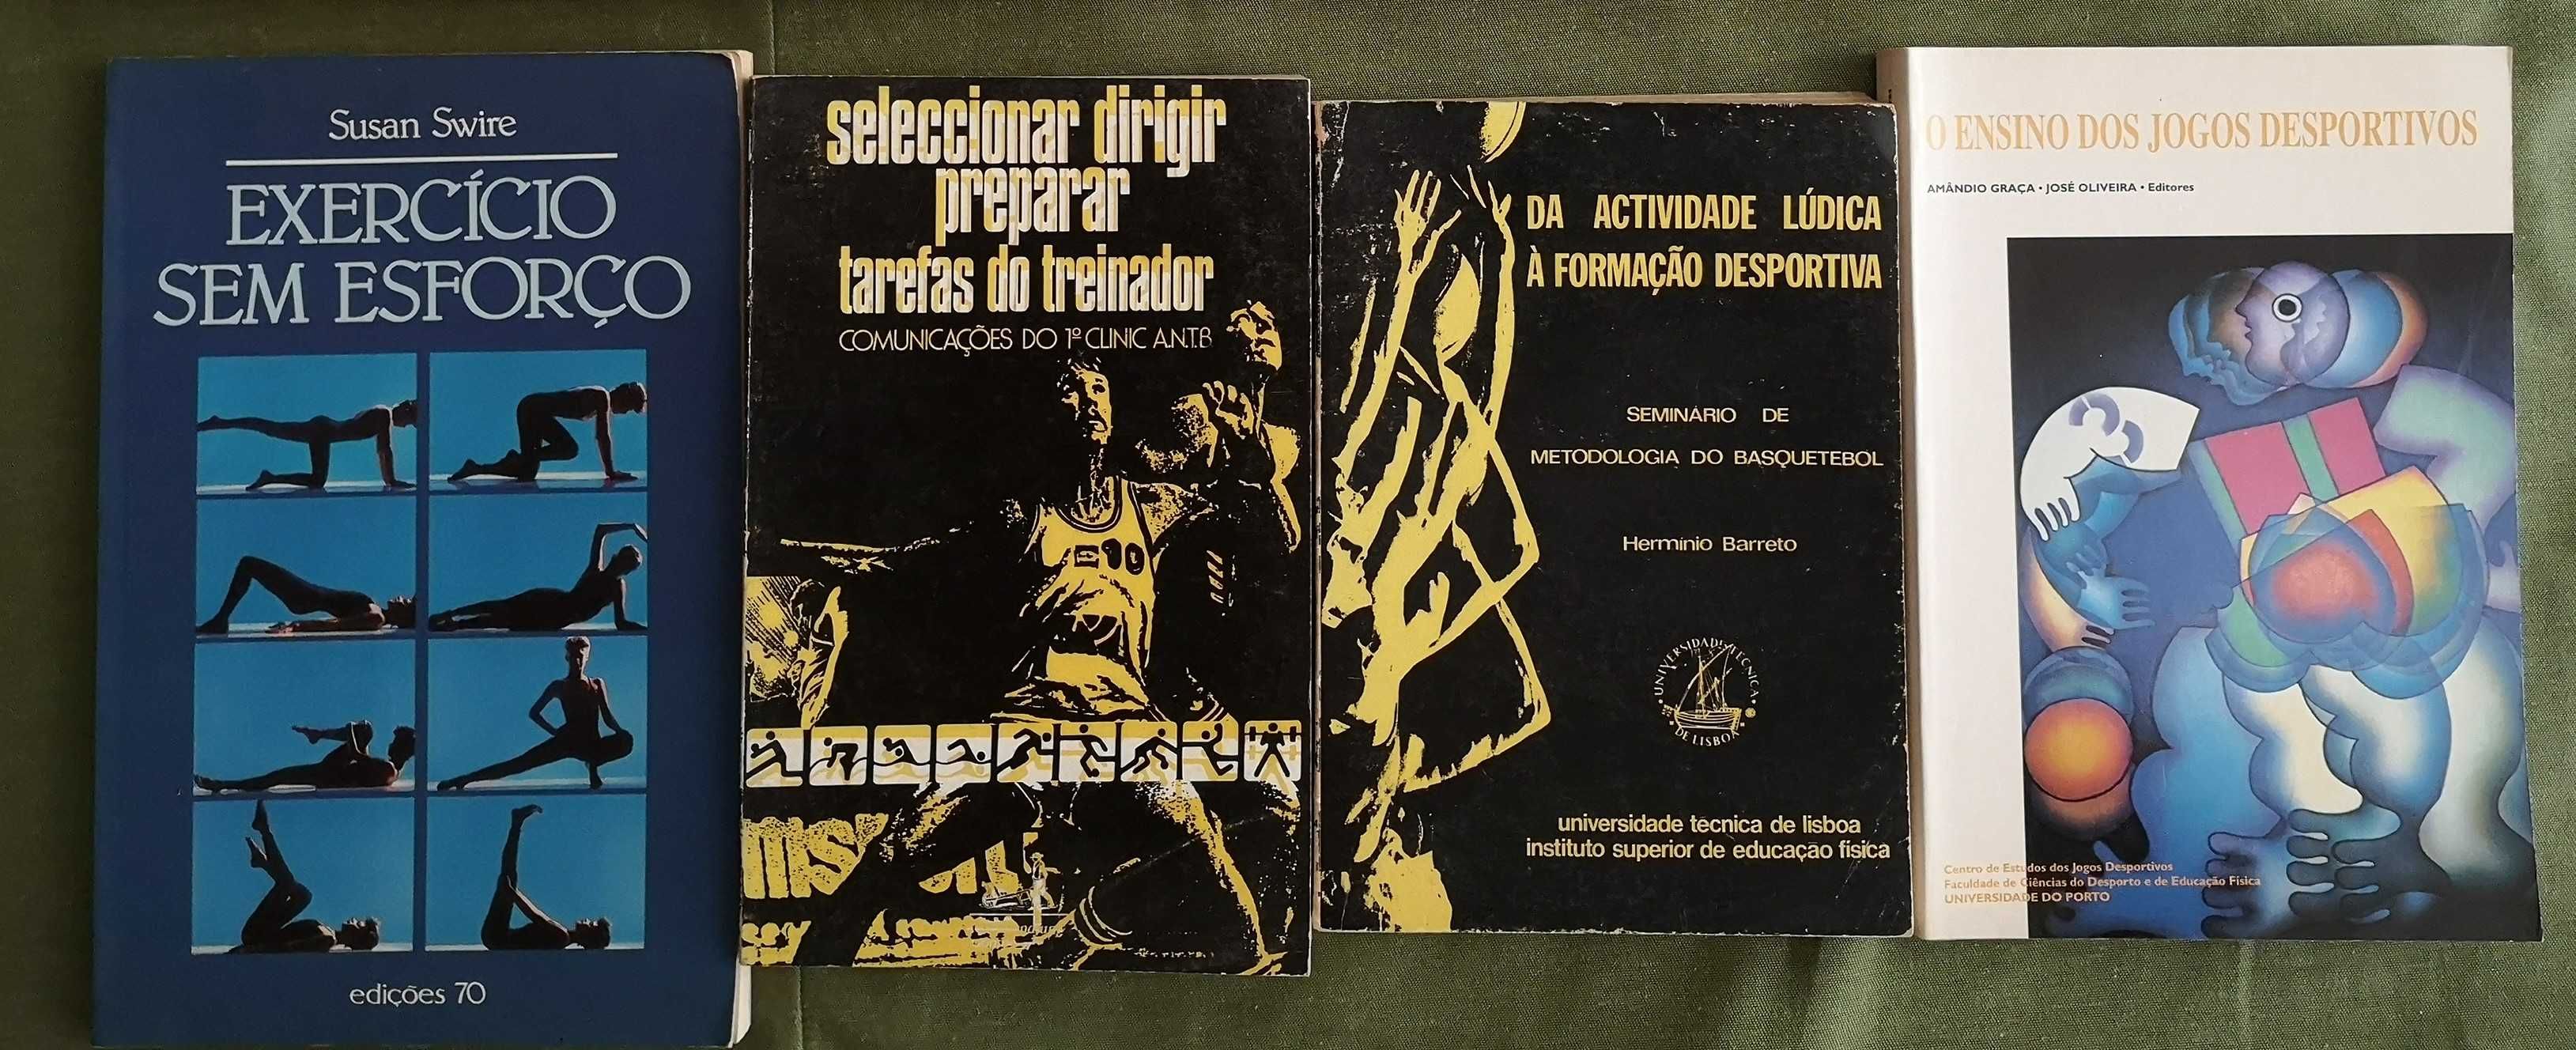 Susan Swire
EXERCÍCIO
SEM ESFORÇO
edições 70
seleccionar dirigir
preparar
tarefas do treinador
COMUNICAÇÕES DO 1º CLINIC A.N.T.B.
10
DA ACTIVIDADE LÚDICA
À FORMAÇÃO DESPORTIVA
SEMINÁRIO DE
METODOLOGIA DO BASQUETEBOL
Hermínio Barreto
UNIVERSIDADE TECNICA
DE LISBOA
universidade técnica de lisboa
instituto superior de educação física
O ENSINO DOS JOGOS DESPORTIVOS
AMÂNDIO GRAÇA • JOSÉ OLIVEIRA • Editores
Centro de Estudos dos Jogos Desportivos
Faculdade de Ciências do Desporto e de Educação Física
UNIVERSIDADE DO PORTO